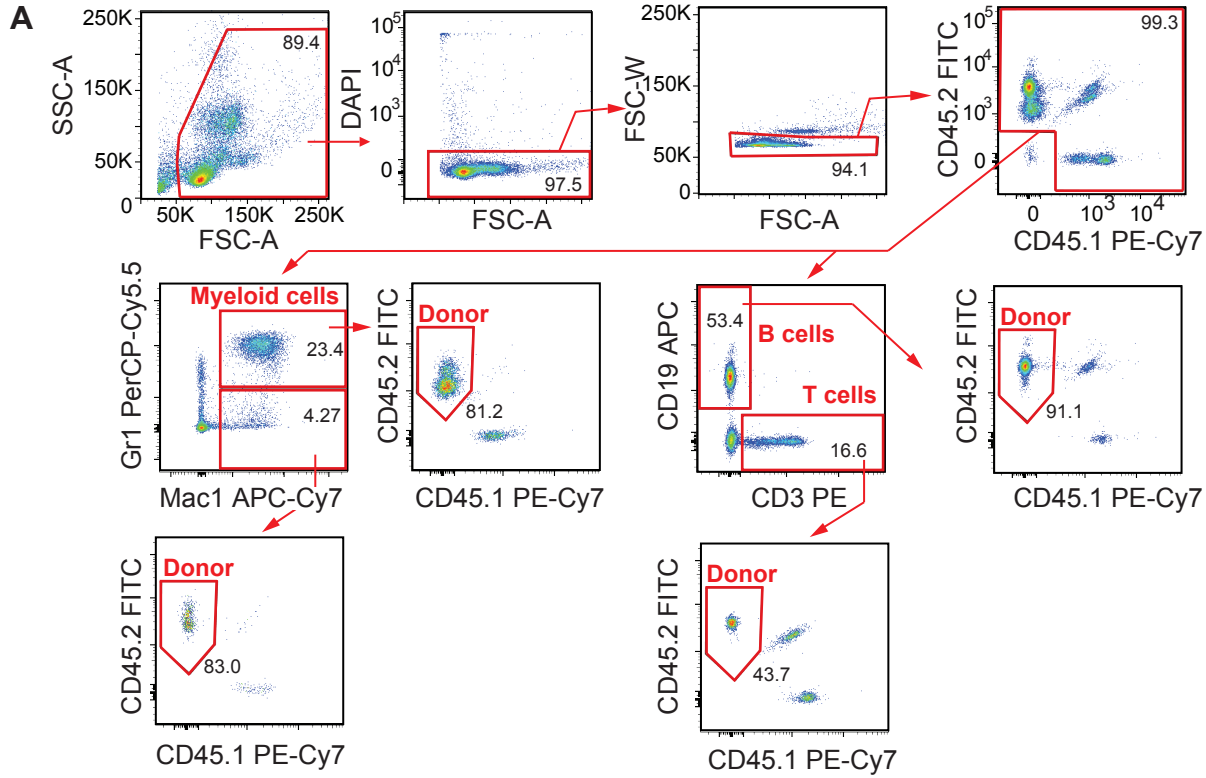 A
250K
200K
150K
100K
50K
0
SSC-A
89.4
50K
150K
250K
FSC-A
DAPI
10^5
10^4
10^3
0
97.5
FSC-A
FSC-W
250K
200K
150K
100K
50K
0
94.1
FSC-A
CD45.2 FITC
10^5
10^4
10^3
0
99.3
0
10^3
10^4
CD45.1 PE-Cy7
Gr1 PerCP-Cy5.5
Myeloid cells
23.4
4.27
Mac1 APC-Cy7
CD45.2 FITC
Donor
81.2
CD45.1 PE-Cy7
CD19 APC
53.4
B cells
T cells
16.6
CD3 PE
CD45.2 FITC
Donor
91.1
CD45.1 PE-Cy7
CD45.2 FITC
Donor
83.0
CD45.1 PE-Cy7
CD45.2 FITC
Donor
43.7
CD45.1 PE-Cy7